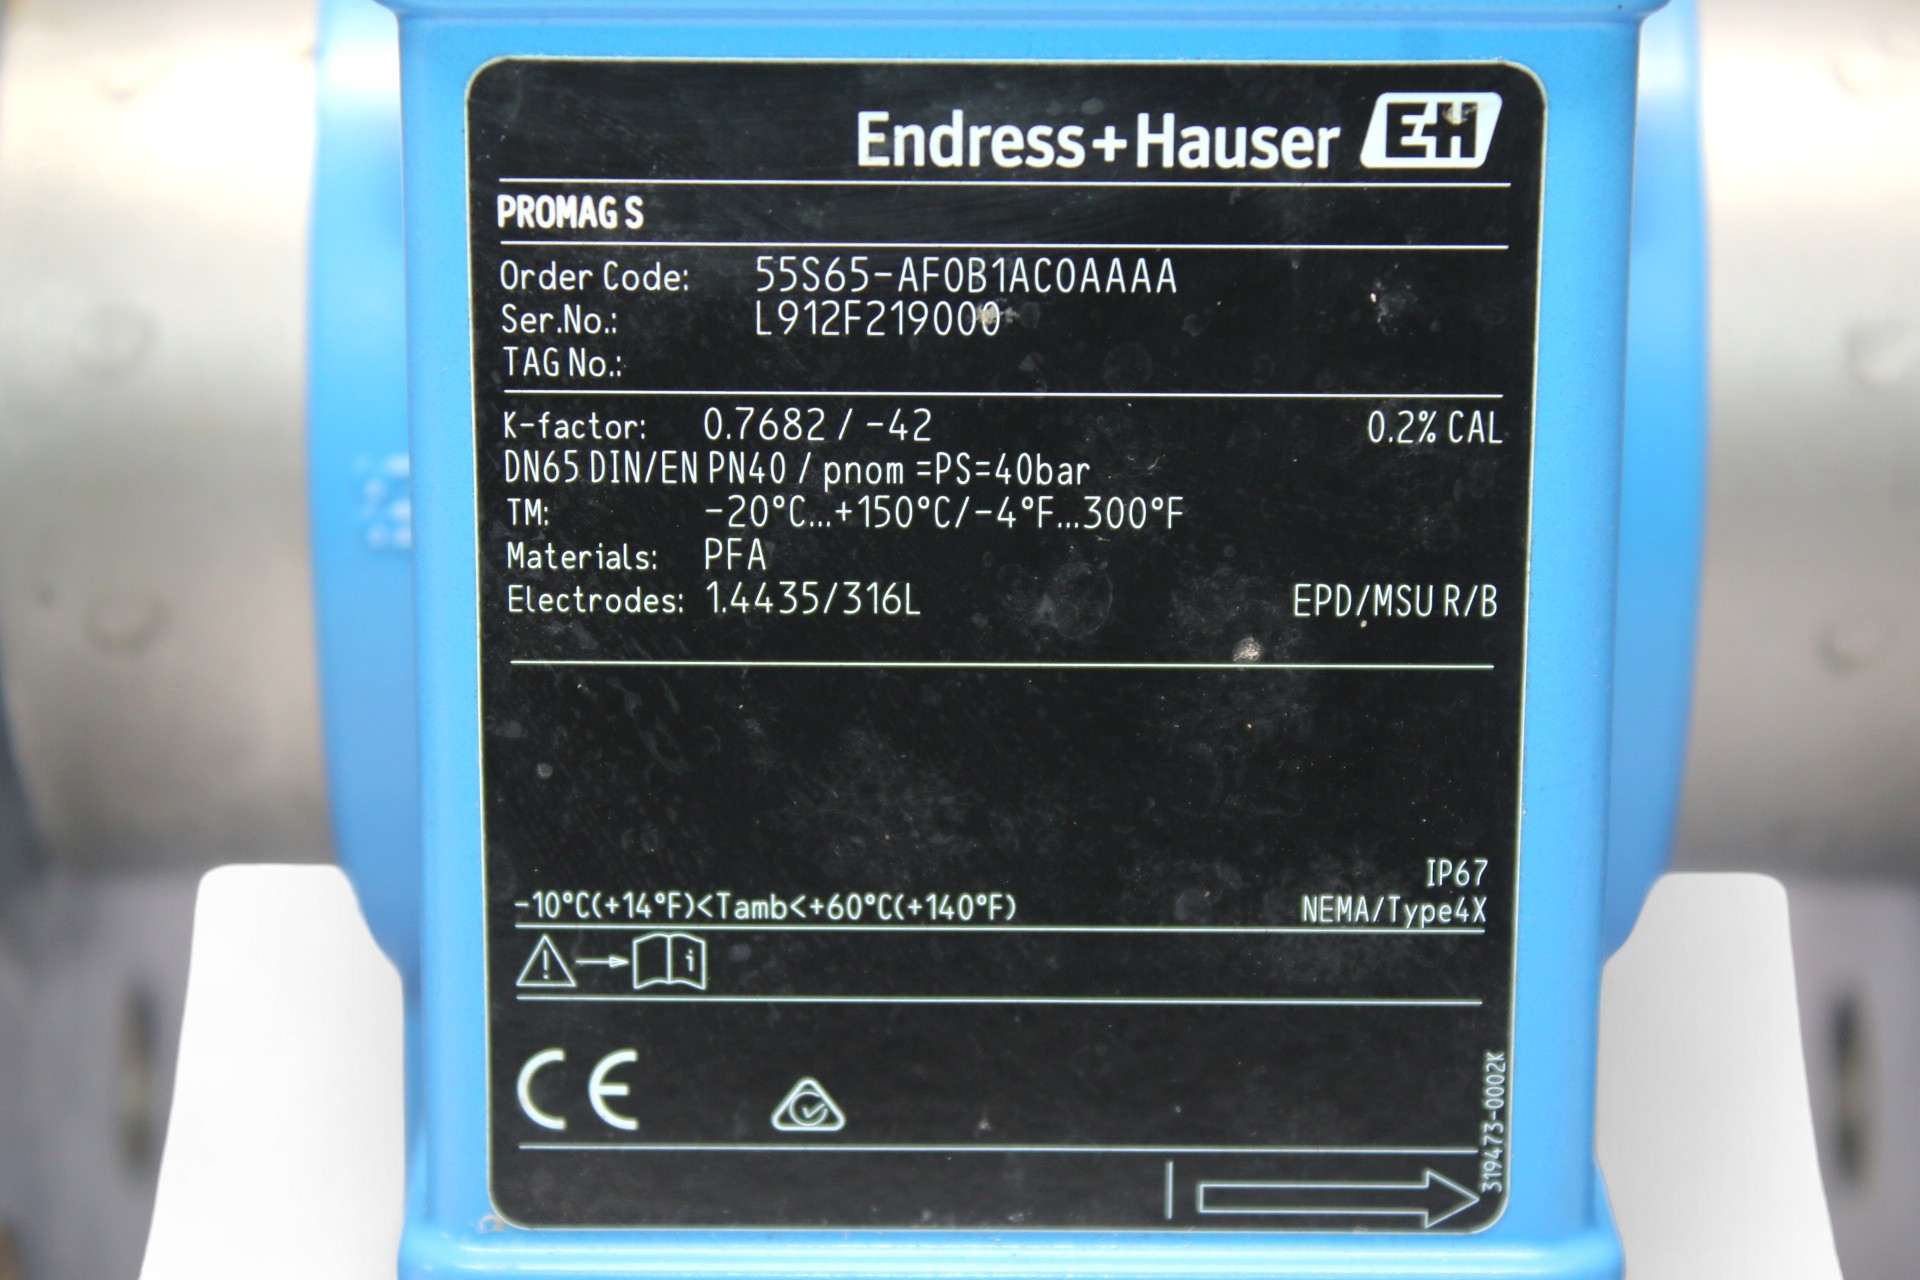 Endress+Hauser EH
PROMAG S
Order Code: 55S65-AF0B1AC0AAAA
Ser.No.: L912F219000
TAG No.:
K-factor: 0.7682 / -42 0.2% CAL
DN65 DIN/EN PN40 / pnom =PS=40bar
TM: -20°C...+150°C/-4°F...300°F
Materials: PFA
Electrodes: 1.4435/316L EPD/MSU R/B
IP67
-10°C(+14°F)<Tamb<+60°C(+140°F) NEMA/Type4X
i
CE
319473-0002K